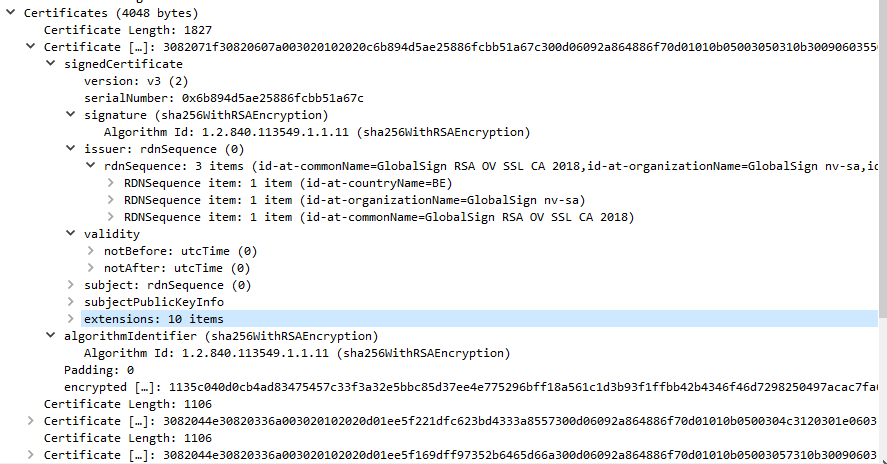 Certificates (4048 bytes)
Certificate Length: 1827
Certificate […]: 3082071f30820607a003020102020c6b894d5ae25886fcbb51a67c300d06092a864886f70d01010b05003050310b3009060355
signedCertificate
version: v3 (2)
serialNumber: 0x6b894d5ae25886fcbb51a67c
signature (sha256WithRSAEncryption)
Algorithm Id: 1.2.840.113549.1.1.11 (sha256WithRSAEncryption)
issuer: rdnSequence (0)
rdnSequence: 3 items (id-at-commonName=GlobalSign RSA OV SSL CA 2018,id-at-organizationName=GlobalSign nv-sa,id
RDNSequence item: 1 item (id-at-countryName=BE)
RDNSequence item: 1 item (id-at-organizationName=GlobalSign nv-sa)
RDNSequence item: 1 item (id-at-commonName=GlobalSign RSA OV SSL CA 2018)
validity
notBefore: utcTime (0)
notAfter: utcTime (0)
subject: rdnSequence (0)
subjectPublicKeyInfo
extensions: 10 items
algorithmIdentifier (sha256WithRSAEncryption)
Algorithm Id: 1.2.840.113549.1.1.11 (sha256WithRSAEncryption)
Padding: 0
encrypted […]: 1135c040d0cb4ad83475457c33f3a32e5bbc85d37ee4e775296bff18a561c1d3b93f1ffbb42b4346f46d7298250497acac7fa
Certificate Length: 1106
Certificate […]: 3082044e30820336a003020102020d01ee5f221dfc623bd4333a8557300d06092a864886f70d01010b0500304c3120301e0603
Certificate Length: 1106
Certificate […]: 3082044e30820336a003020102020d01ee5f169dff97352b6465d66a300d06092a864886f70d01010b05003057310b30090603